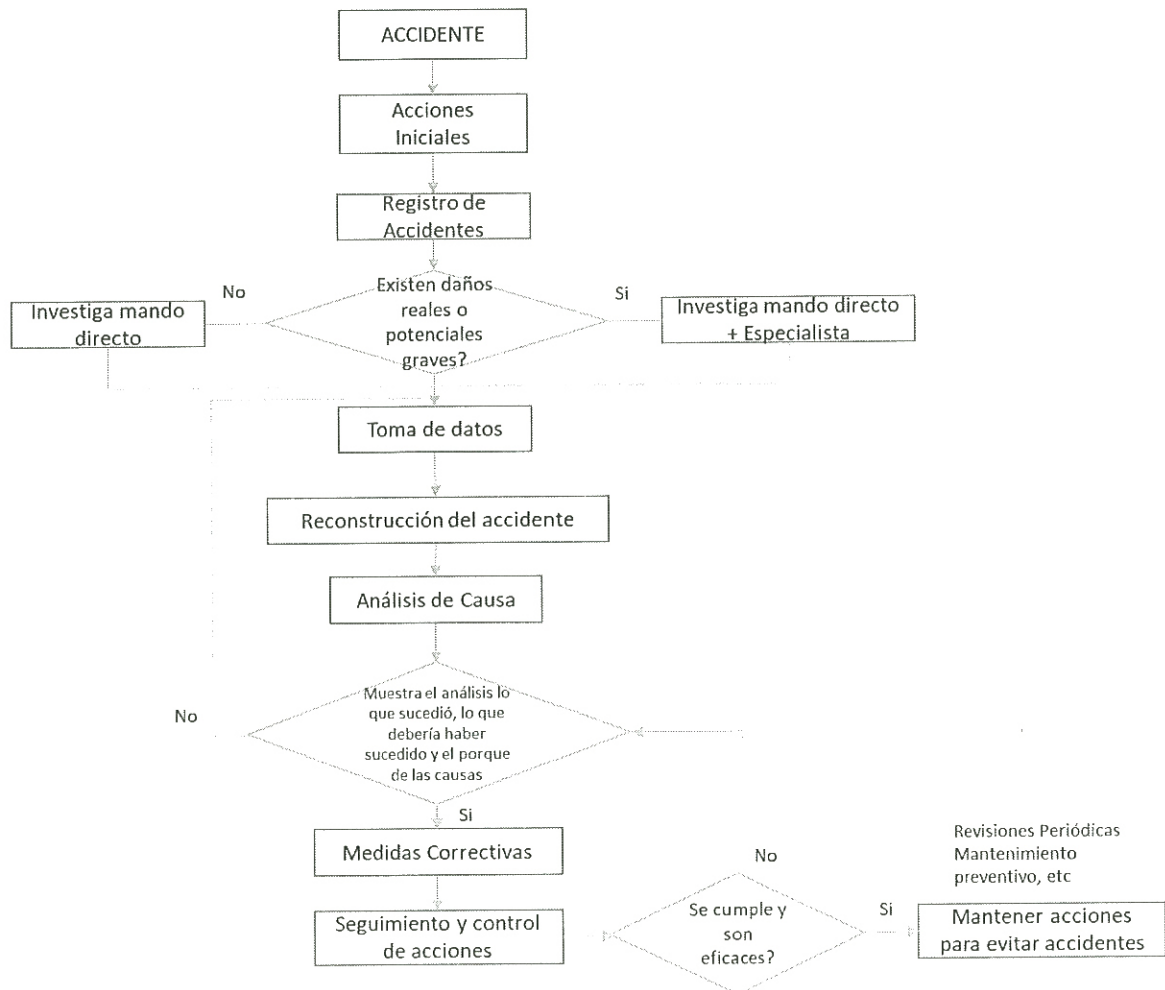 ACCIDENTE
Acciones
Iniciales
Registro de
Accidentes
Existen daños
reales o
potenciales
graves?
No
Si
Investiga mando
directo
Investiga mando directo
+ Especialista
Toma de datos
Reconstrucción del accidente
Análisis de Causa
Muestra el análisis lo
que sucedió, lo que
debería haber
sucedido y el porque
de las causas
No
Si
Medidas Correctivas
Seguimiento y control
de acciones
Se cumple y
son
eficaces?
No
Si
Revisiones Periódicas
Mantenimiento
preventivo, etc
Mantener acciones
para evitar accidentes